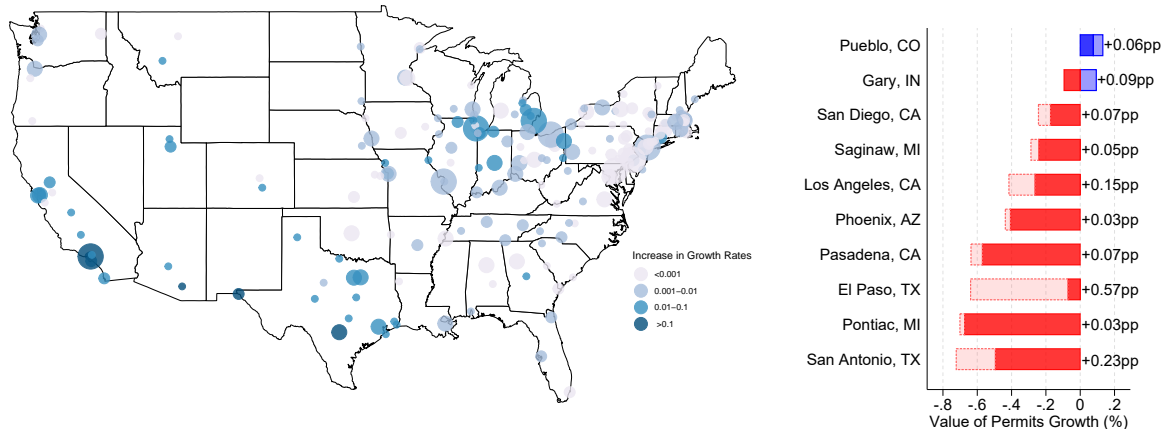 Increase in Growth Rates
<0.001
0.001–0.01
0.01–0.1
>0.1
Pueblo, CO +0.06pp
Gary, IN +0.09pp
San Diego, CA +0.07pp
Saginaw, MI +0.05pp
Los Angeles, CA +0.15pp
Phoenix, AZ +0.03pp
Pasadena, CA +0.07pp
El Paso, TX +0.57pp
Pontiac, MI +0.03pp
San Antonio, TX +0.23pp
-.8 -.6 -.4 -.2 0 .2
Value of Permits Growth (%)